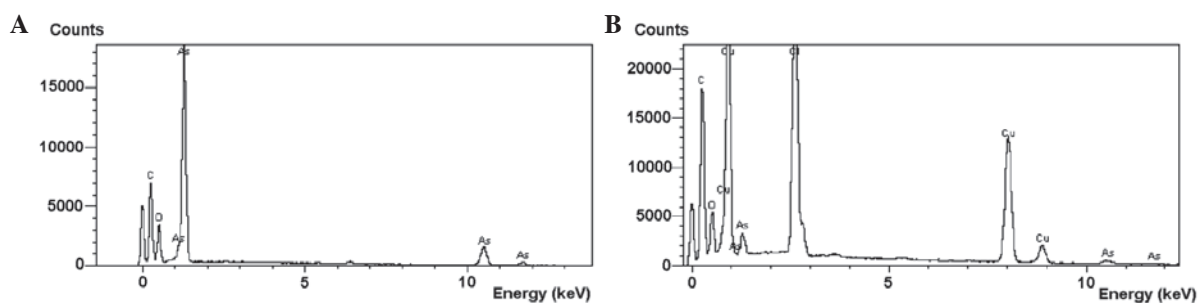 A Counts
As
15000
10000
C
5000
O
As
As
As
0
0 5 10
Energy (keV)
B Counts
Cu Cl
20000
C
15000
Cu
10000
Cu
5000
O
As
As
Cu
As As
0
0 5 10
Energy (keV)